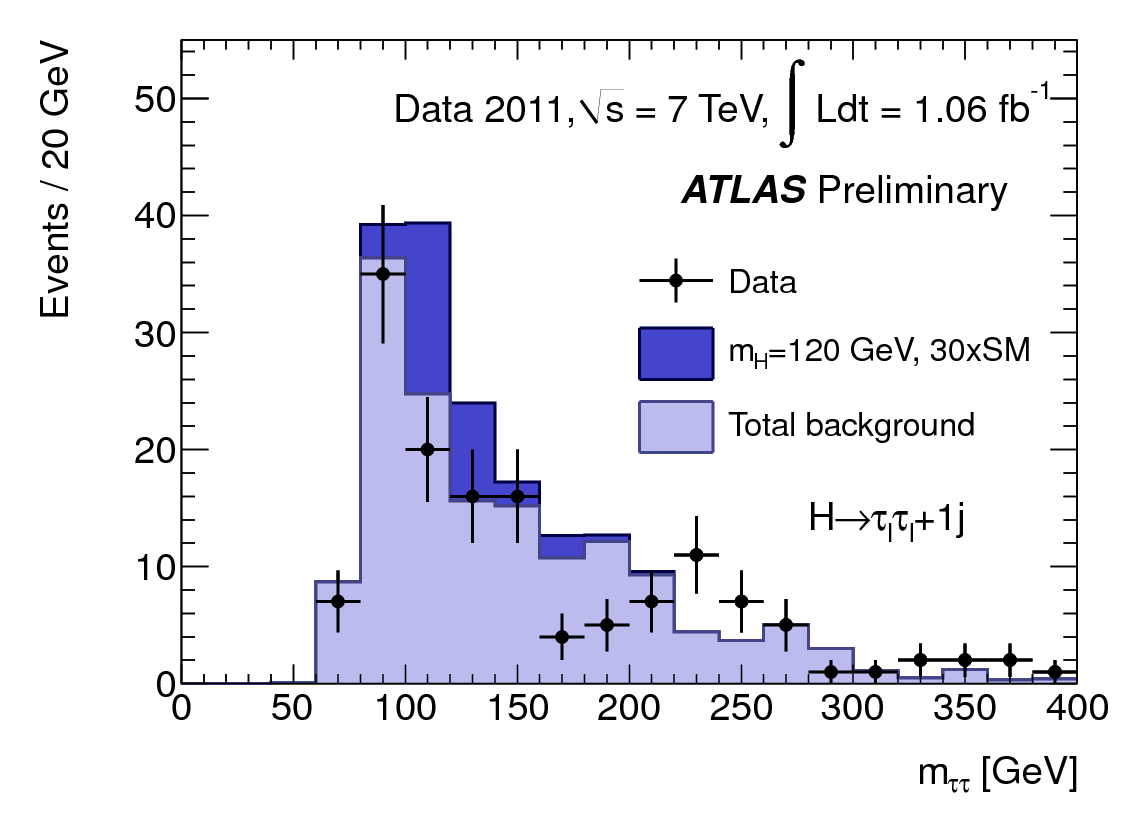 Events / 20 GeV
50
40
30
20
10
0
Data 2011, √s = 7 TeV, ∫ Ldt = 1.06 fb⁻¹
ATLAS Preliminary
Data
m_H=120 GeV, 30xSM
Total background
H→τ_lτ_l+1j
0 50 100 150 200 250 300 350 400
m_ττ [GeV]